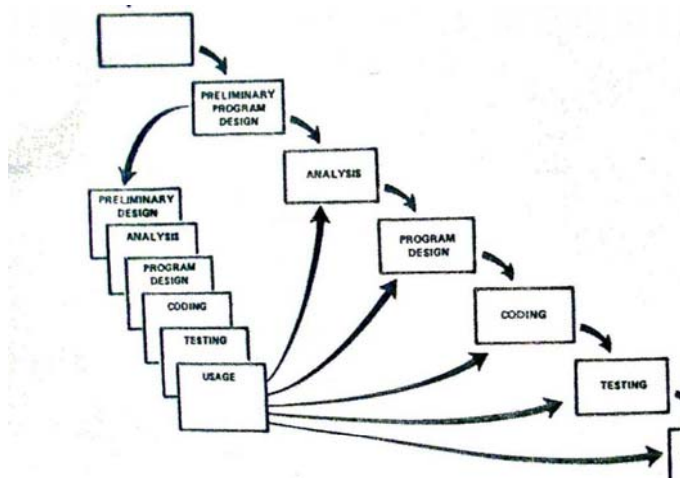 PRELIMINARY
PROGRAM
DESIGN
ANALYSIS
PROGRAM
DESIGN
CODING
TESTING
PRELIMINARY
DESIGN
ANALYSIS
PROGRAM
DESIGN
CODING
TESTING
USAGE